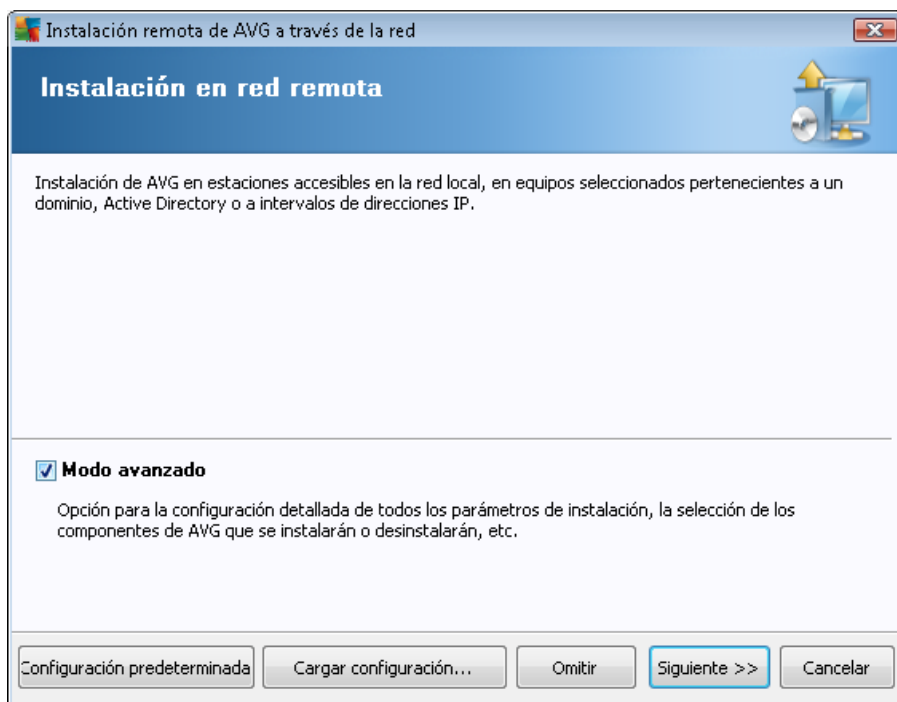 Instalación remota de AVG a través de la red
Instalación en red remota
Instalación de AVG en estaciones accesibles en la red local, en equipos seleccionados pertenecientes a un
dominio, Active Directory o a intervalos de direcciones IP.
Modo avanzado
Opción para la configuración detallada de todos los parámetros de instalación, la selección de los
componentes de AVG que se instalarán o desinstalarán, etc.
Configuración predeterminada
Cargar configuración...
Omitir
Siguiente >>
Cancelar